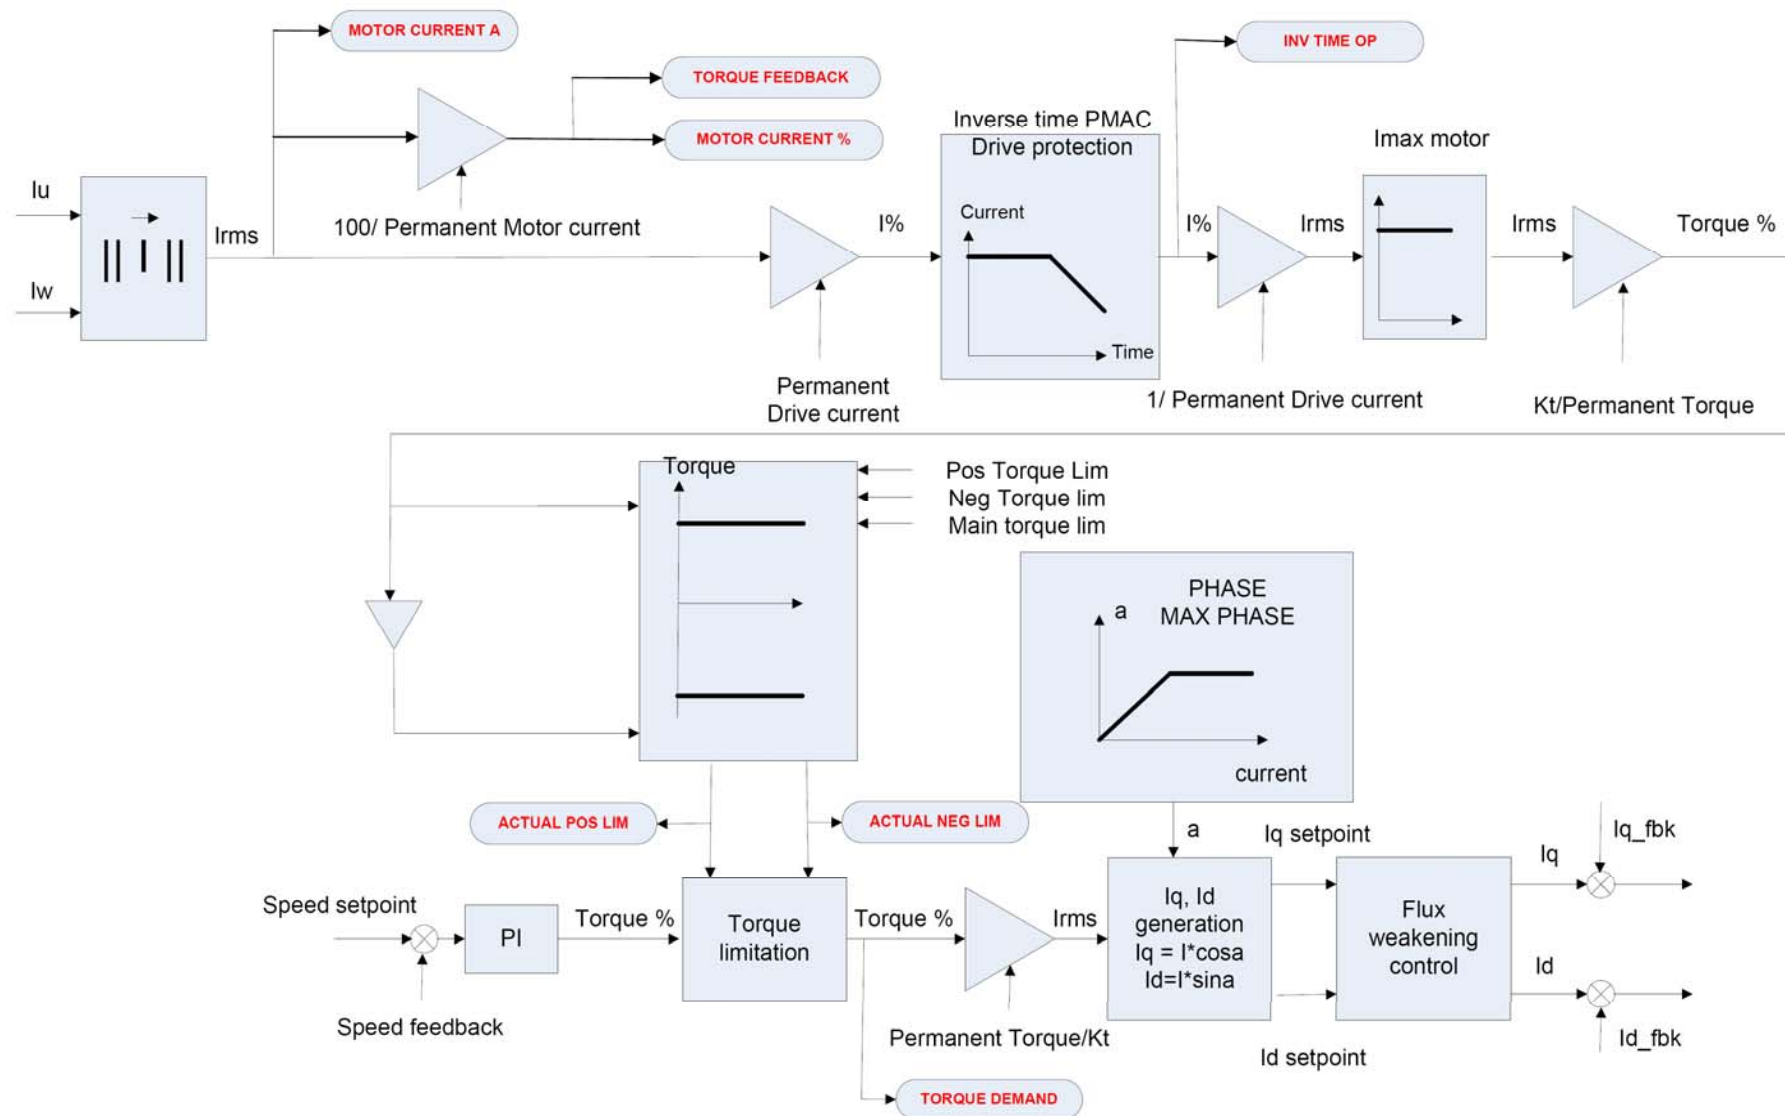 MOTOR CURRENT A
INV TIME OP
TORQUE FEEDBACK
MOTOR CURRENT %
Inverse time PMAC
Drive protection
Imax motor
Iu
Irms
100/ Permanent Motor current
Current
I%
I%
Irms
Irms
Torque %
Iw
Time
Permanent
Drive current
1/ Permanent Drive current
Kt/Permanent Torque
Torque
Pos Torque Lim
Neg Torque lim
Main torque lim
PHASE
MAX PHASE
a
current
ACTUAL POS LIM
ACTUAL NEG LIM
a
Iq setpoint
Iq_fbk
Iq
Speed setpoint
PI
Torque %
Torque
limitation
Torque %
Irms
Iq, Id
generation
Iq = I*cosa
Id=I*sina
Flux
weakening
control
Id
Speed feedback
Permanent Torque/Kt
Id setpoint
Id_fbk
TORQUE DEMAND